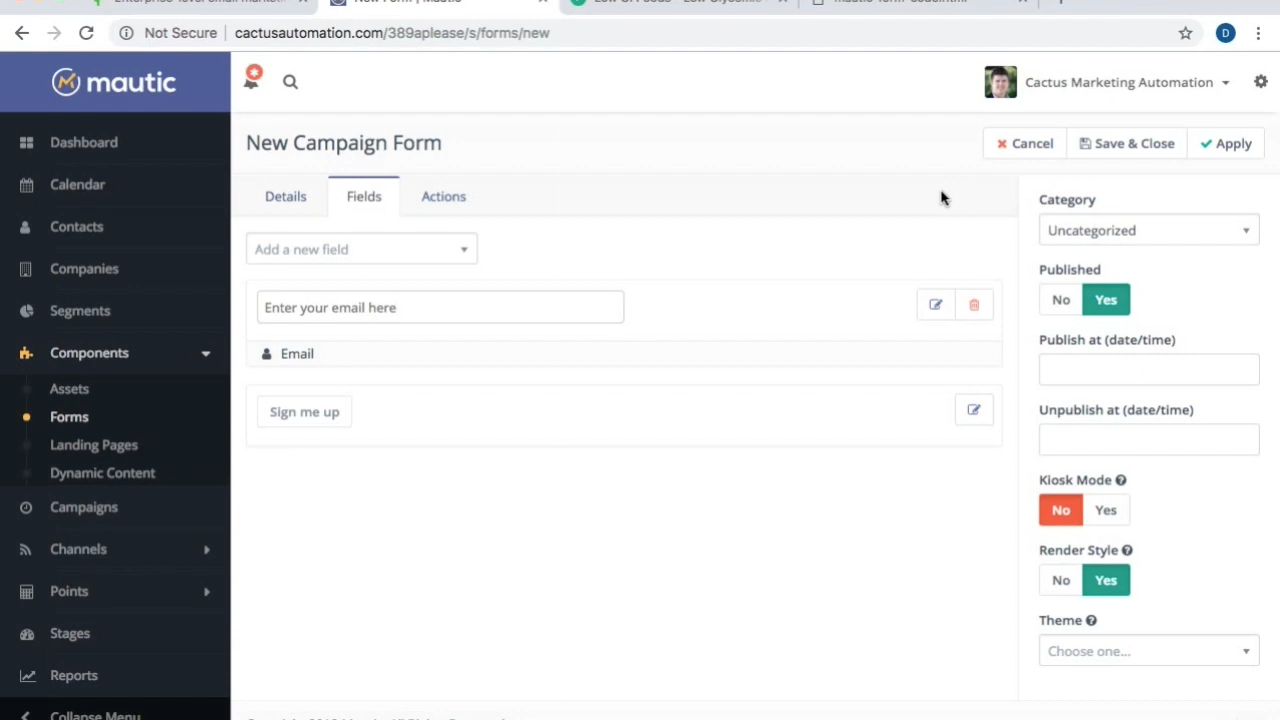 New Form | Mautic
Not Secure
cactusautomation.com/389aplease/s/forms/new
D
mautic
Cactus Marketing Automation
Dashboard
Calendar
Contacts
Companies
Segments
Components
Assets
Forms
Landing Pages
Dynamic Content
Campaigns
Channels
Points
Stages
Reports
Collapse Menu
New Campaign Form
Cancel
Save & Close
Apply
Details
Fields
Actions
Add a new field
Enter your email here
Email
Sign me up
Category
Uncategorized
Published
No
Yes
Publish at (date/time)
Unpublish at (date/time)
Kiosk Mode
No
Yes
Render Style
No
Yes
Theme
Choose one...